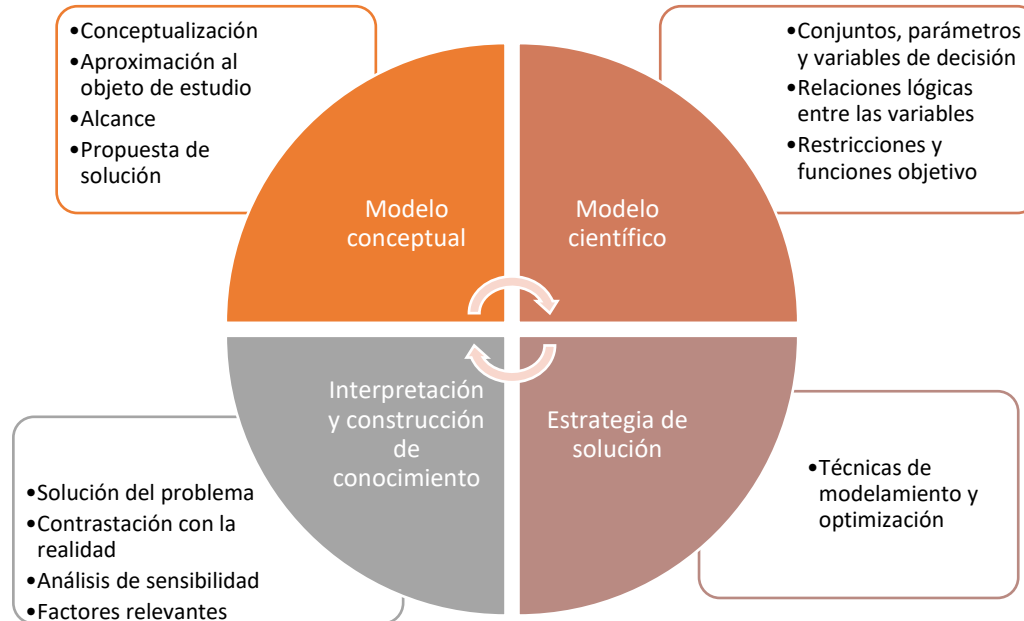 •Conceptualización
•Aproximación al
objeto de estudio
•Alcance
•Propuesta de
solución
•Conjuntos, parámetros
y variables de decisión
•Relaciones lógicas
entre las variables
•Restricciones y
funciones objetivo
Modelo
conceptual
Modelo
científico
Interpretación
y construcción
de
conocimiento
Estrategia de
solución
•Solución del problema
•Contrastación con la
realidad
•Análisis de sensibilidad
•Factores relevantes
•Técnicas de
modelamiento y
optimización